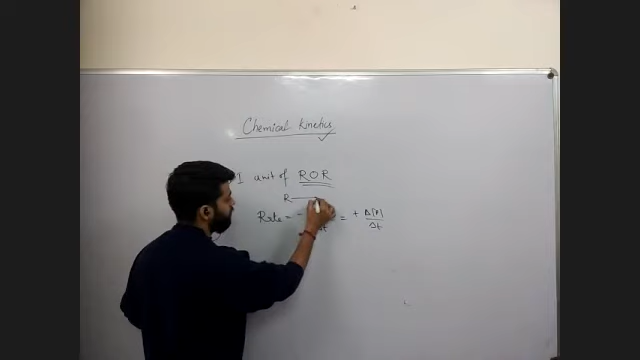 Chemical Kinetics
I unit of ROR
R
Rate = - t = + Δ[P]/Δt